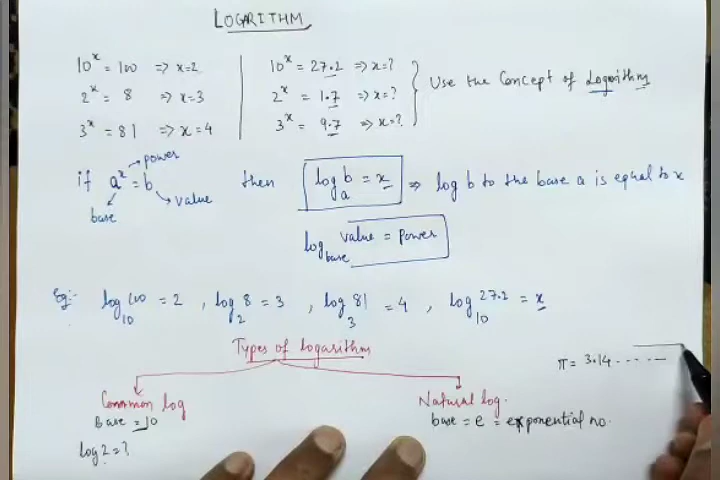 LOGARITHM
10^x = 100 => x=2
2^x = 8 => x=3
3^x = 81 => x=4
10^x = 27.2 => x=?
2^x = 1.7 => x=?
3^x = 9.7 => x=?
Use the Concept of Logorithm
if a^x = b then log_a b = x => log b to the base a is equal to x
power
base
value
log_base value = power
Eg:- log_10 100 = 2 , log_2 8 = 3 , log_3 81 = 4 , log_10 27.2 = x
Types of logarithm
π = 3.14 - - - - -
Common log
Base = 10
log 2 = ?
Natural log.
base = e = exponential no.